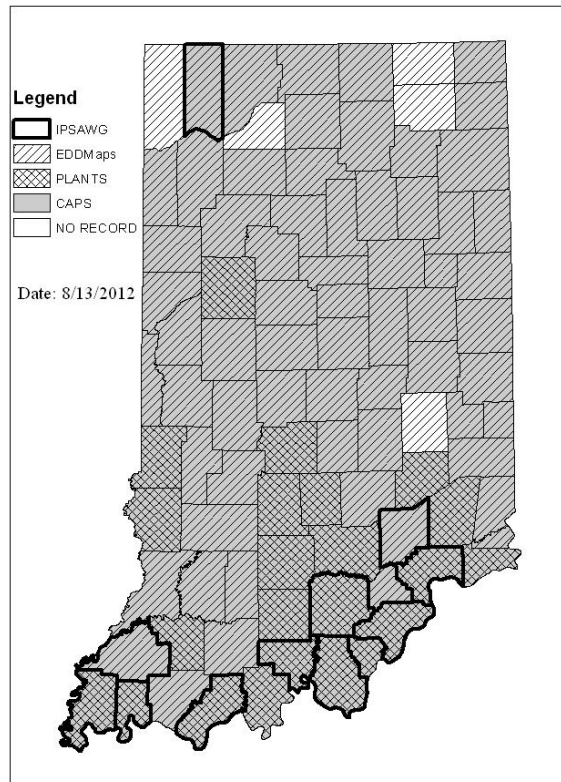 Legend
IPSAWG
EDDMaps
PLANTS
CAPS
NO RECORD
Date: 8/13/2012